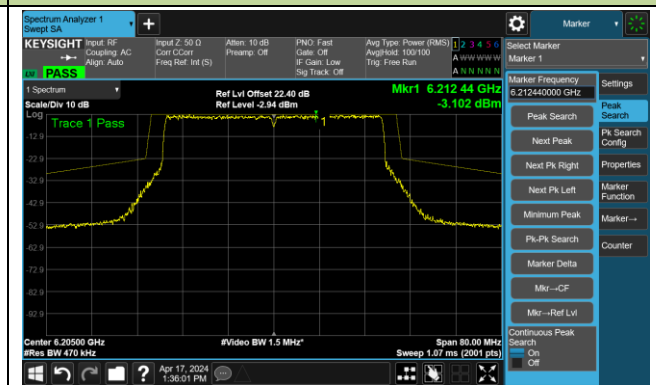 Spectrum Analyzer 1
Swept SA
+
Marker
KEYSIGHT
Input: RF
Coupling: AC
Align: Auto
Input Z: 50 Ω
Corr CCorr
Freq Ref: Int (S)
Atten: 10 dB
Preamp: Off
PNO: Fast
Gate: Off
IF Gain: Low
Sig Track: Off
Avg Type: Power (RMS)
Avg|Hold: 100/100
Trig: Free Run
1 2 3 4 5 6
A W W W W W
A N N N N N
PASS
Select Marker
Marker 1
1 Spectrum
Scale/Div 10 dB
Ref Lvl Offset 22.40 dB
Ref Level -2.94 dBm
Mkr1 6.212 44 GHz
-3.102 dBm
Log
Trace 1 Pass
1
-12.9
-22.9
-32.9
-42.9
-52.9
-62.9
-72.9
-82.9
-92.9
Center 6.20500 GHz
#Res BW 470 kHz
#Video BW 1.5 MHz*
Span 80.00 MHz
Sweep 1.07 ms (2001 pts)
Marker Frequency
6.212440000 GHz
Peak Search
Next Peak
Next Pk Right
Next Pk Left
Minimum Peak
Pk-Pk Search
Marker Delta
Mkr→CF
Mkr→Ref Lvl
Continuous Peak
Search
On
Off
Settings
Peak
Search
Pk Search
Config
Properties
Marker
Function
Marker→
Counter
?
Apr 17, 2024
1:36:01 PM